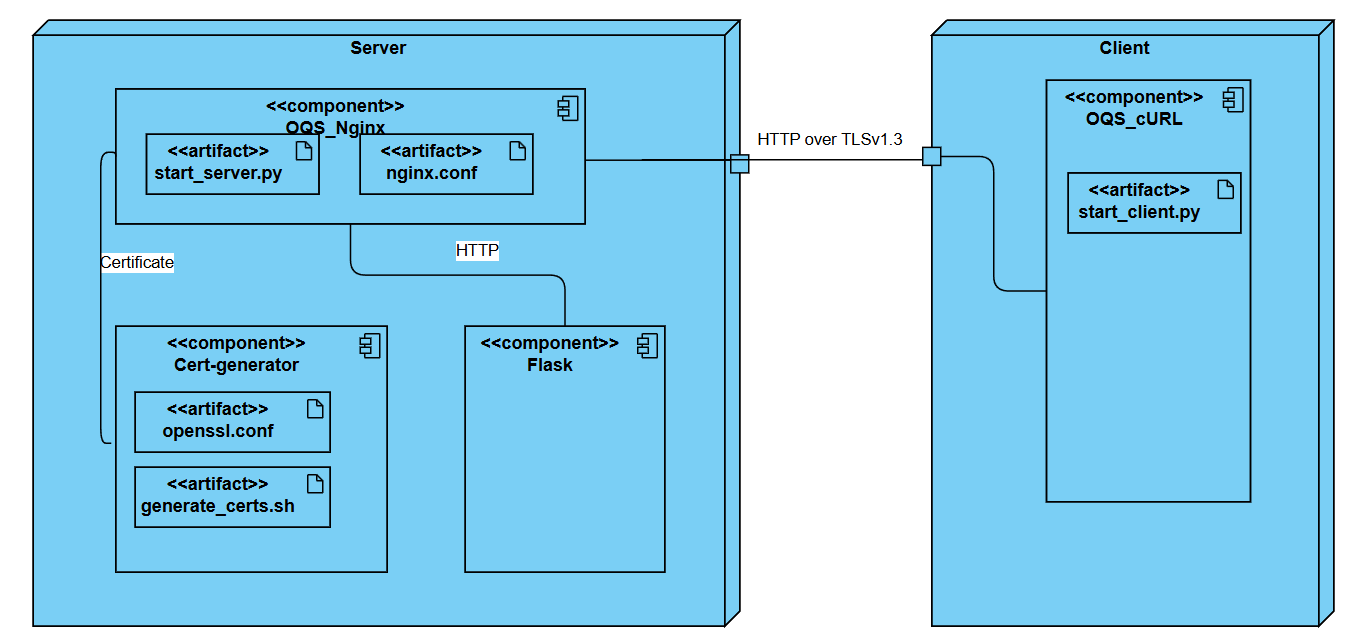 Server
<<component>>
OQS_Nginx
<<artifact>>
start_server.py
<<artifact>>
nginx.conf
Certificate
HTTP
<<component>>
Cert-generator
<<artifact>>
openssl.conf
<<artifact>>
generate_certs.sh
<<component>>
Flask
HTTP over TLSv1.3
Client
<<component>>
OQS_cURL
<<artifact>>
start_client.py